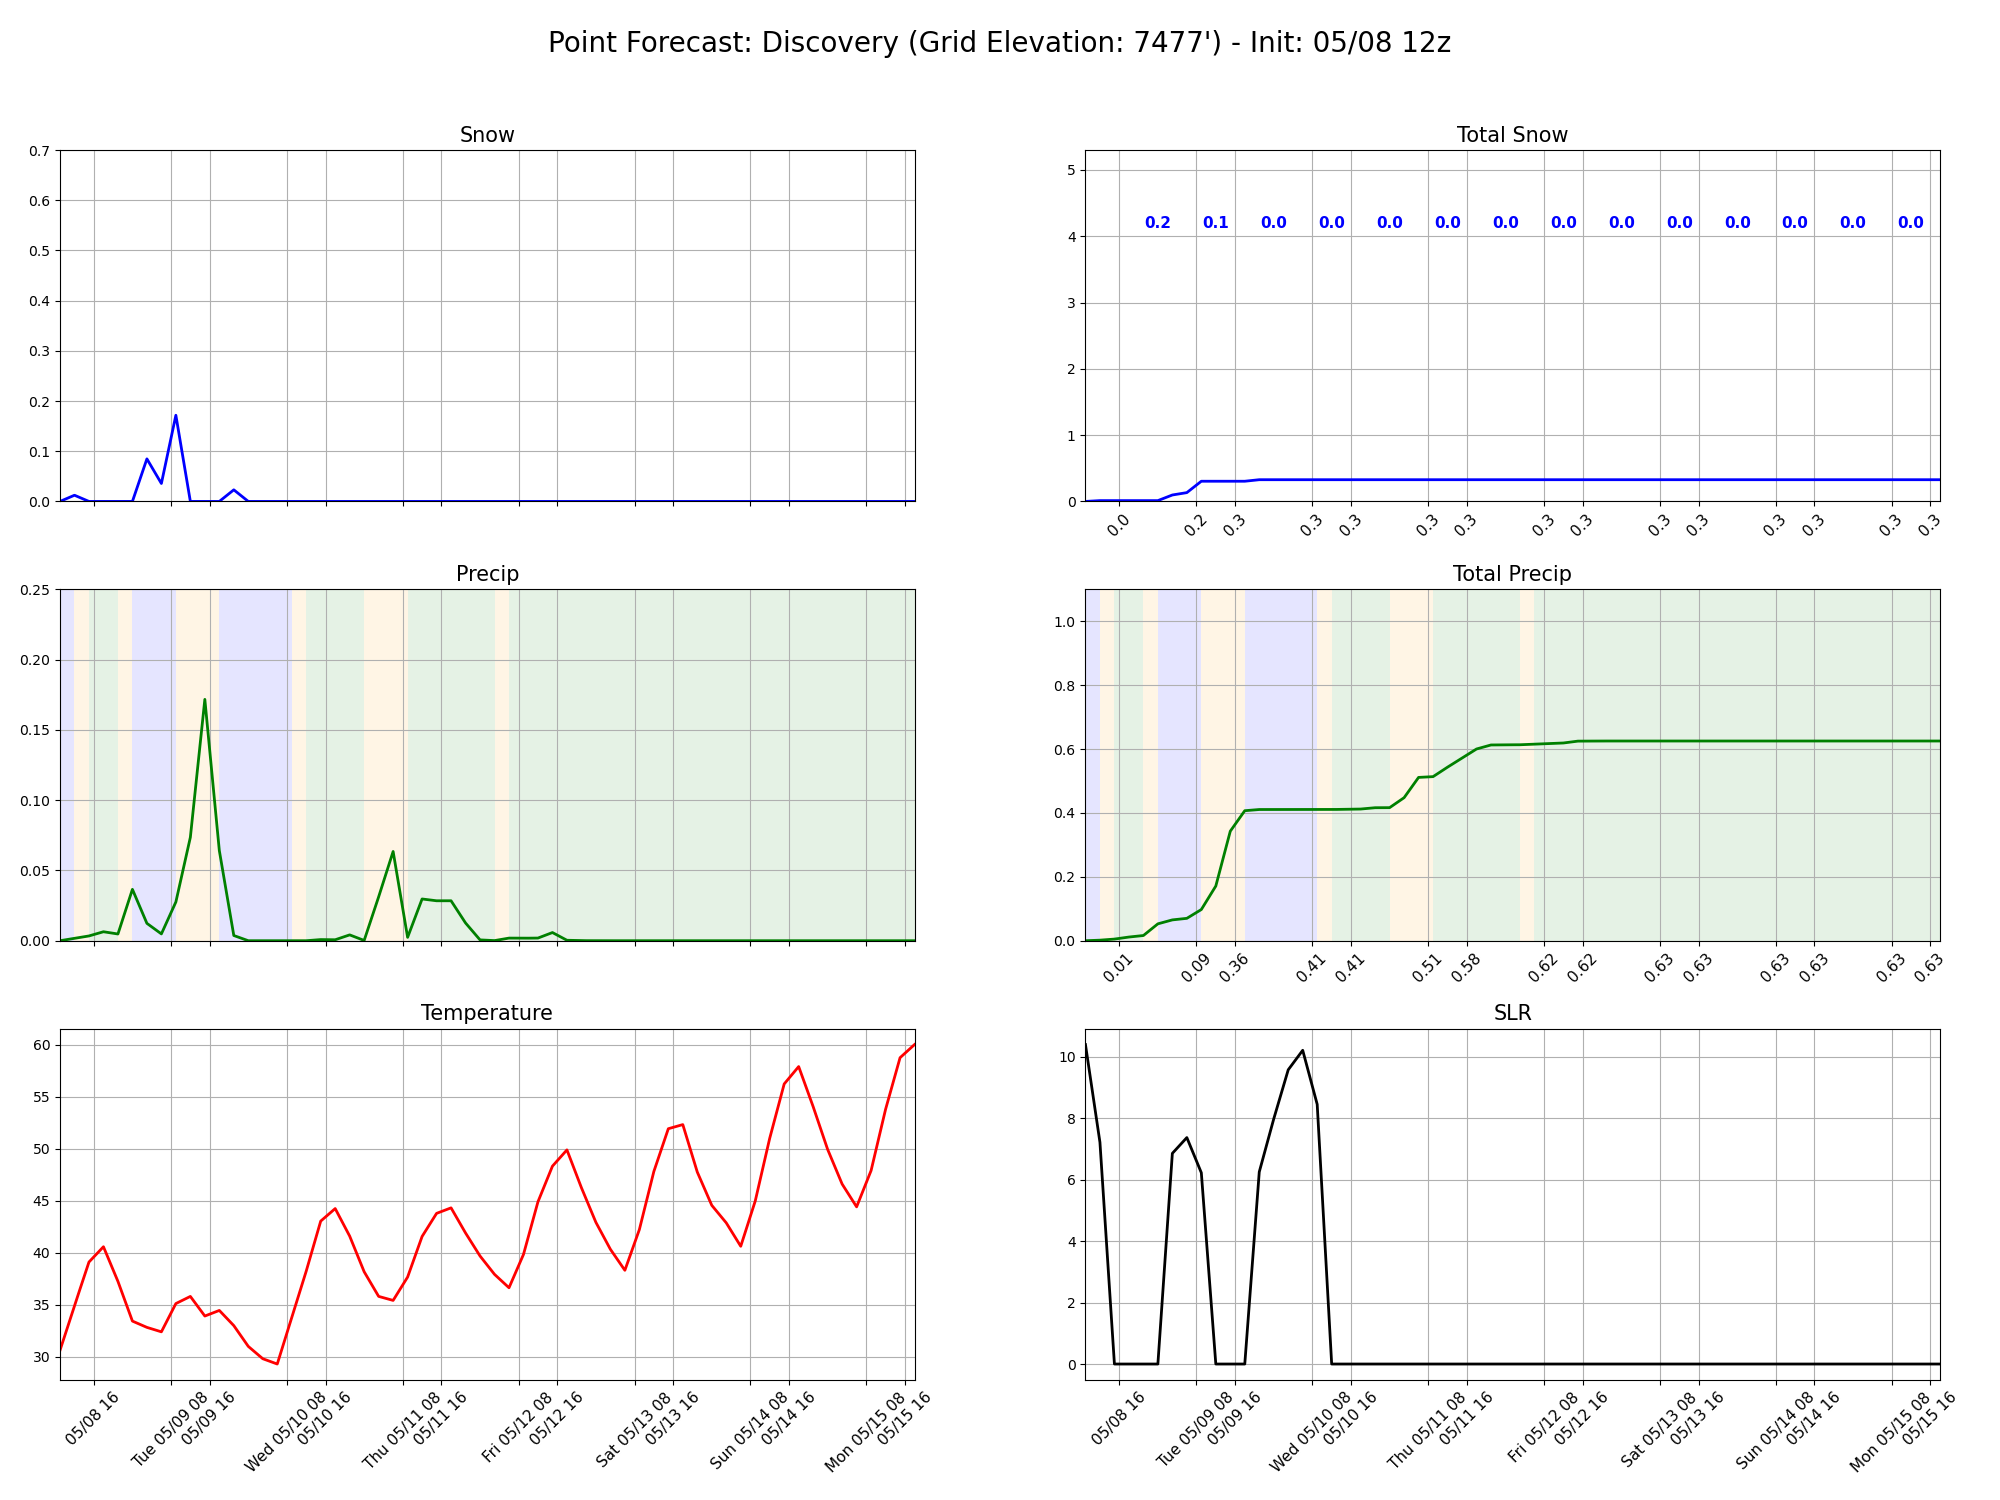 Point Forecast: Discovery (Grid Elevation: 7477') - Init: 05/08 12z
Snow
0.7
0.6
0.5
0.4
0.3
0.2
0.1
0.0
Total Snow
5
4
3
2
1
0
0.2 0.1 0.0 0.0 0.0 0.0 0.0 0.0 0.0 0.0 0.0 0.0 0.0 0.0
0.0 0.2 0.3 0.3 0.3 0.3 0.3 0.3 0.3 0.3 0.3 0.3 0.3 0.3 0.3
Precip
0.25
0.20
0.15
0.10
0.05
0.00
Total Precip
1.0
0.8
0.6
0.4
0.2
0.0
0.01 0.09 0.36 0.41 0.41 0.51 0.58 0.62 0.62 0.63 0.63 0.63 0.63 0.63 0.63
Temperature
60
55
50
45
40
35
30
05/08 16
Tue 05/09 08
05/09 16
Wed 05/10 08
05/10 16
Thu 05/11 08
05/11 16
Fri 05/12 08
05/12 16
Sat 05/13 08
05/13 16
Sun 05/14 08
05/14 16
Mon 05/15 08
05/15 16
SLR
10
8
6
4
2
0
05/08 16
Tue 05/09 08
05/09 16
Wed 05/10 08
05/10 16
Thu 05/11 08
05/11 16
Fri 05/12 08
05/12 16
Sat 05/13 08
05/13 16
Sun 05/14 08
05/14 16
Mon 05/15 08
05/15 16